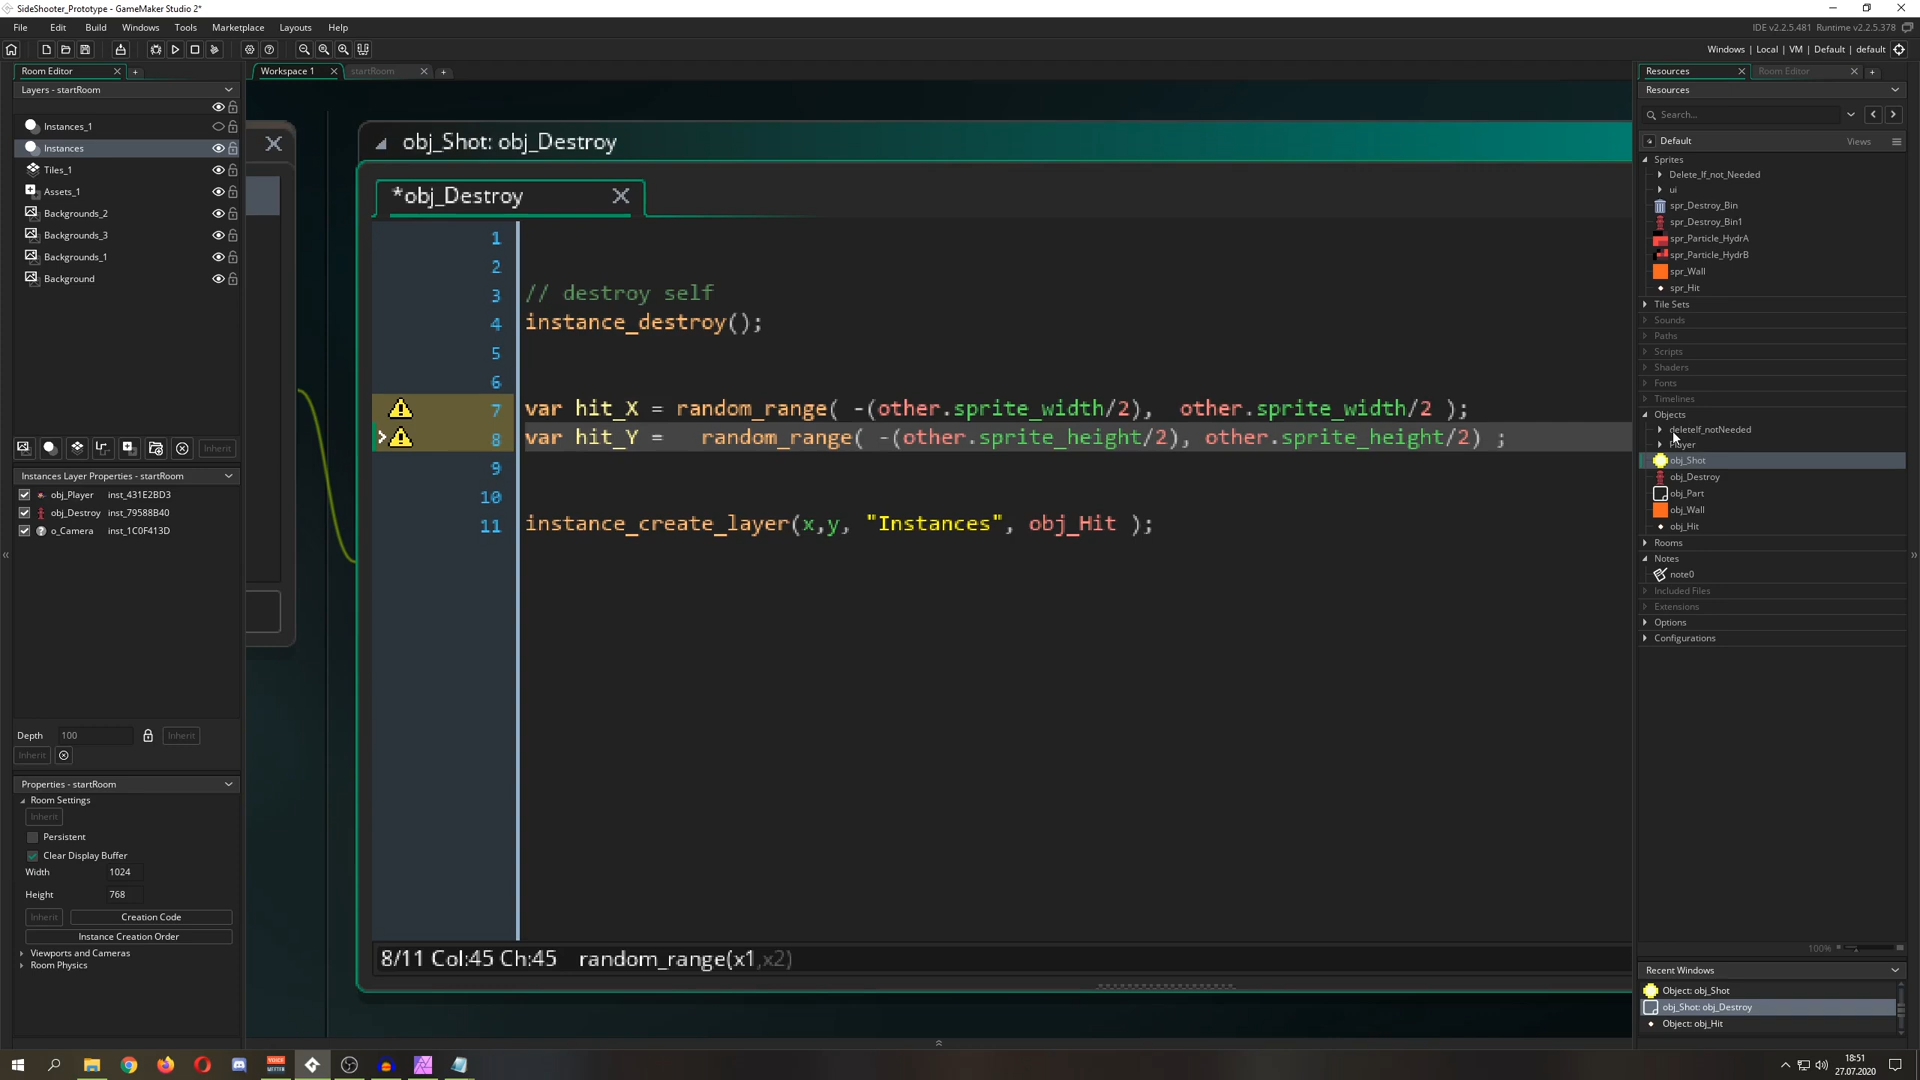 SideShooter_Prototype - GameMaker Studio 2*
File Edit Build Windows Tools Marketplace Layouts Help
IDE v2.2.5.481 Runtime v2.2.5.378
Windows | Local | VM | Default | default
Room Editor
Workspace 1
startRoom
Resources
Room Editor
Layers - startRoom
Instances_1
Instances
Tiles_1
Assets_1
Backgrounds_2
Backgrounds_3
Backgrounds_1
Background
Inherit
Instances Layer Properties - startRoom
obj_Player inst_431E2BD3
obj_Destroy inst_79588B40
o_Camera inst_1C0F413D
Depth 100 Inherit
Inherit
Properties - startRoom
Room Settings
Inherit
Persistent
Clear Display Buffer
Width 1024
Height 768
Inherit Creation Code
Instance Creation Order
Viewports and Cameras
Room Physics
obj_Shot: obj_Destroy
*obj_Destroy
1
2
3 // destroy self
4 instance_destroy();
5
6
7 var hit_X = random_range( -(other.sprite_width/2), other.sprite_width/2 );
8 var hit_Y = random_range( -(other.sprite_height/2), other.sprite_height/2) ;
9
10
11 instance_create_layer(x,y, "Instances", obj_Hit );
8/11 Col:45 Ch:45 random_range(x1,x2)
Resources
Search...
Default Views
Sprites
Delete_If_not_Needed
ui
spr_Destroy_Bin
spr_Destroy_Bin1
spr_Particle_HydrA
spr_Particle_HydrB
spr_Wall
spr_Hit
Tile Sets
Sounds
Paths
Scripts
Shaders
Fonts
Timelines
Objects
deleteIf_notNeeded
Player
obj_Shot
obj_Destroy
obj_Part
obj_Wall
obj_Hit
Rooms
Notes
note0
Included Files
Extensions
Options
Configurations
100%
Recent Windows
Object: obj_Shot
obj_Shot: obj_Destroy
Object: obj_Hit
18:51
27.07.2020